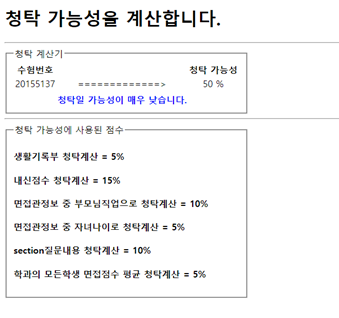 청탁 가능성을 계산합니다.
청탁 계산기
수험번호 청탁 가능성
20155137 =============> 50 %
청탁일 가능성이 매우 낮습니다.
청탁 가능성에 사용된 점수
생활기록부 청탁계산 = 5%
내신점수 청탁계산 = 15%
면접관정보 중 부모님직업으로 청탁계산 = 10%
면접관정보 중 자녀나이로 청탁계산 = 5%
section질문내용 청탁계산 = 10%
학과의 모든학생 면접점수 평균 청탁계산 = 5%